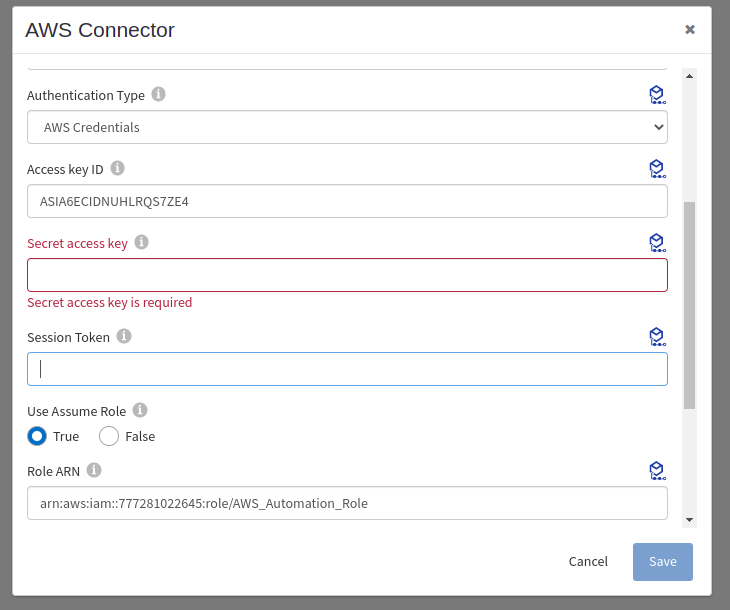 AWS Connector
Authentication Type
AWS Credentials
Access key ID
ASIA6ECIDNUHLRQS7ZE4
Secret access key
Secret access key is required
Session Token
Use Assume Role
True False
Role ARN
arn:aws:iam::777281022645:role/AWS_Automation_Role
Cancel Save